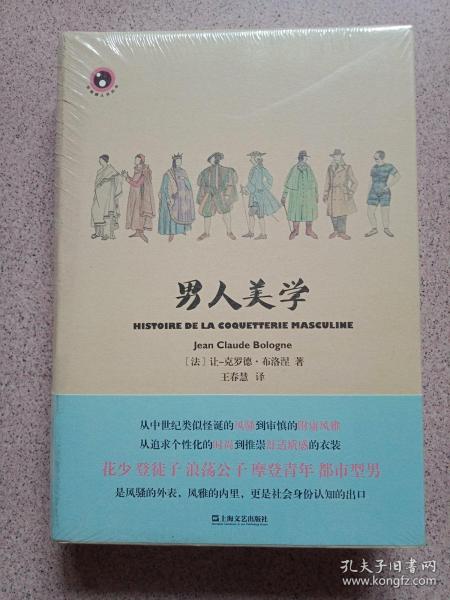 男人美学
HISTOIRE DE LA COQUETTERIE MASCULINE
Jean Claude Bologne
[法]让-克罗德·布洛涅 著
王春慧 译
从中世纪类似怪诞的风骚到审慎的附庸风雅
从追求个性化的时尚到推崇舒适质感的衣装
花少 登徒子 浪荡公子 摩登青年 都市型男
是风骚的外表，风雅的内里，更是社会身份认知的出口
上海文艺出版社
孔夫子旧书网
www.kongfz.com